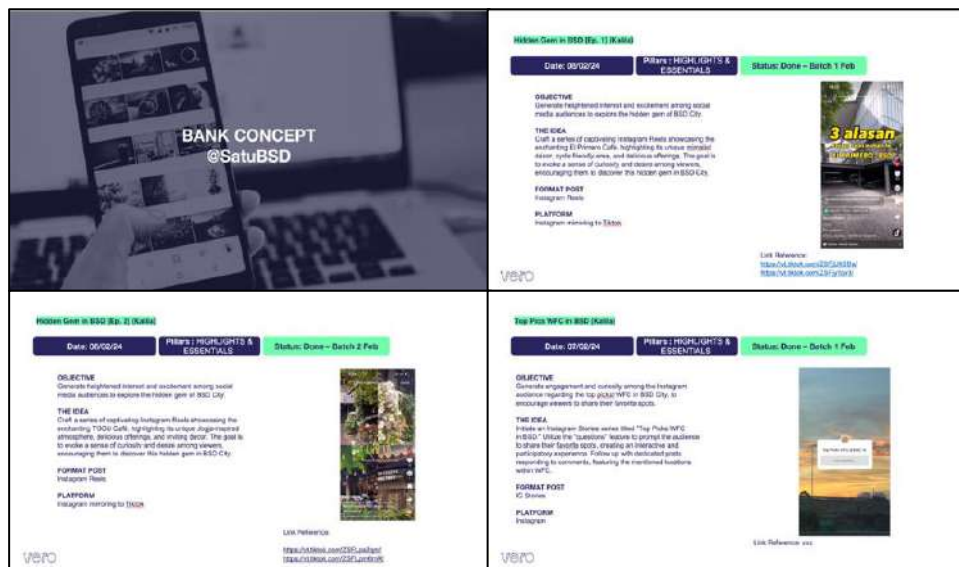 BANK CONCEPT
@SatuBSD
Hidden Gem in BSD (Ep. 1) (Kalila)
Date: 08/02/24
Pillars : HIGHLIGHTS &
ESSENTIALS
Status: Done – Batch 1 Feb
OBJECTIVE
Generate heightened interest and excitement among social
media audiences to explore the hidden gem of BSD City.
THE IDEA
Craft a series of captivating Instagram Reels showcasing the
enchanting El Primero Café, highlighting its unique
decor, cycle friendly area, and delicious offerings. The goal is
to evoke a sense of curiosity and desire among viewers,
encouraging them to discover this hidden gem in BSD City.
FORMAT POST
Instagram Reels
PLATFORM
Instagram mirroring to Tiktok
3 alasan
Link Reference:
vero
Hidden Gem in BSD (Ep. 2) (Kalila)
Date: 06/02/24
Pillars : HIGHLIGHTS &
ESSENTIALS
Status: Done – Batch 2 Feb
OBJECTIVE
Generate heightened interest and excitement among social
media audiences to explore the hidden gem of BSD City.
THE IDEA
Craft a series of captivating Instagram Reels showcasing the
enchanting Café, highlighting its unique Jogja-inspired
atmosphere, delicious offerings, and inviting decor. The goal is
to evoke a sense of curiosity and desire among viewers,
encouraging them to discover this hidden gem in BSD City.
FORMAT POST
Instagram Reels
PLATFORM
Instagram mirroring to Tiktok
Link Reference:
vero
Top Pics WFC in BSD (Kalila)
Date: 07/02/24
Pillars : HIGHLIGHTS &
ESSENTIALS
Status: Done – Batch 1 Feb
OBJECTIVE
Generate engagement and curiosity among the Instagram
audience regarding the top picks WFC in BSD City, to
encourage viewers to share their favorite spots.
THE IDEA
Initiate an Instagram Stories series titled "Top Picks WFC
in BSD." Utilize the "questions" feature to prompt the audience
to share their favorite spots, creating an interactive and
participatory experience. Follow up with dedicated posts
responding to comments, featuring the mentioned locations
within WFC.
FORMAT POST
IG Stories
PLATFORM
Instagram
Link Reference: xxx
vero